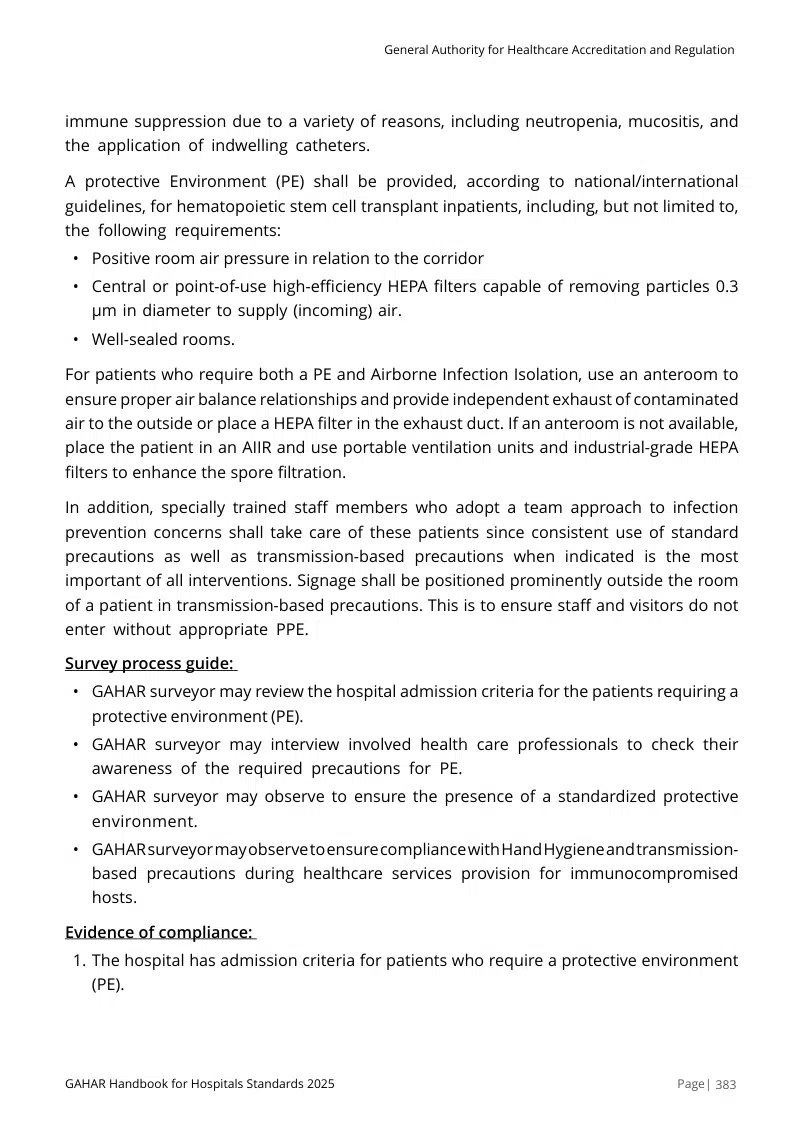 General Authority for Healthcare Accreditation and Regulation
immune suppression due to a variety of reasons, including neutropenia, mucositis, and
the application of indwelling catheters.
A protective Environment (PE) shall be provided, according to national/international
guidelines, for hematopoietic stem cell transplant inpatients, including, but not limited to,
the following requirements:
• Positive room air pressure in relation to the corridor
• Central or point-of-use high-efficiency HEPA filters capable of removing particles 0.3
µm in diameter to supply (incoming) air.
• Well-sealed rooms.
For patients who require both a PE and Airborne Infection Isolation, use an anteroom to
ensure proper air balance relationships and provide independent exhaust of contaminated
air to the outside or place a HEPA filter in the exhaust duct. If an anteroom is not available,
place the patient in an AIIR and use portable ventilation units and industrial-grade HEPA
filters to enhance the spore filtration.
In addition, specially trained staff members who adopt a team approach to infection
prevention concerns shall take care of these patients since consistent use of standard
precautions as well as transmission-based precautions when indicated is the most
important of all interventions. Signage shall be positioned prominently outside the room
of a patient in transmission-based precautions. This is to ensure staff and visitors do not
enter without appropriate PPE.
Survey process guide:
• GAHAR surveyor may review the hospital admission criteria for the patients requiring a
protective environment (PE).
• GAHAR surveyor may interview involved health care professionals to check their
awareness of the required precautions for PE.
• GAHAR surveyor may observe to ensure the presence of a standardized protective
environment.
• GAHAR surveyor may observe to ensure compliance with Hand Hygiene and transmission-
based precautions during healthcare services provision for immunocompromised
hosts.
Evidence of compliance:
1. The hospital has admission criteria for patients who require a protective environment
(PE).
GAHAR Handbook for Hospitals Standards 2025
Page| 383